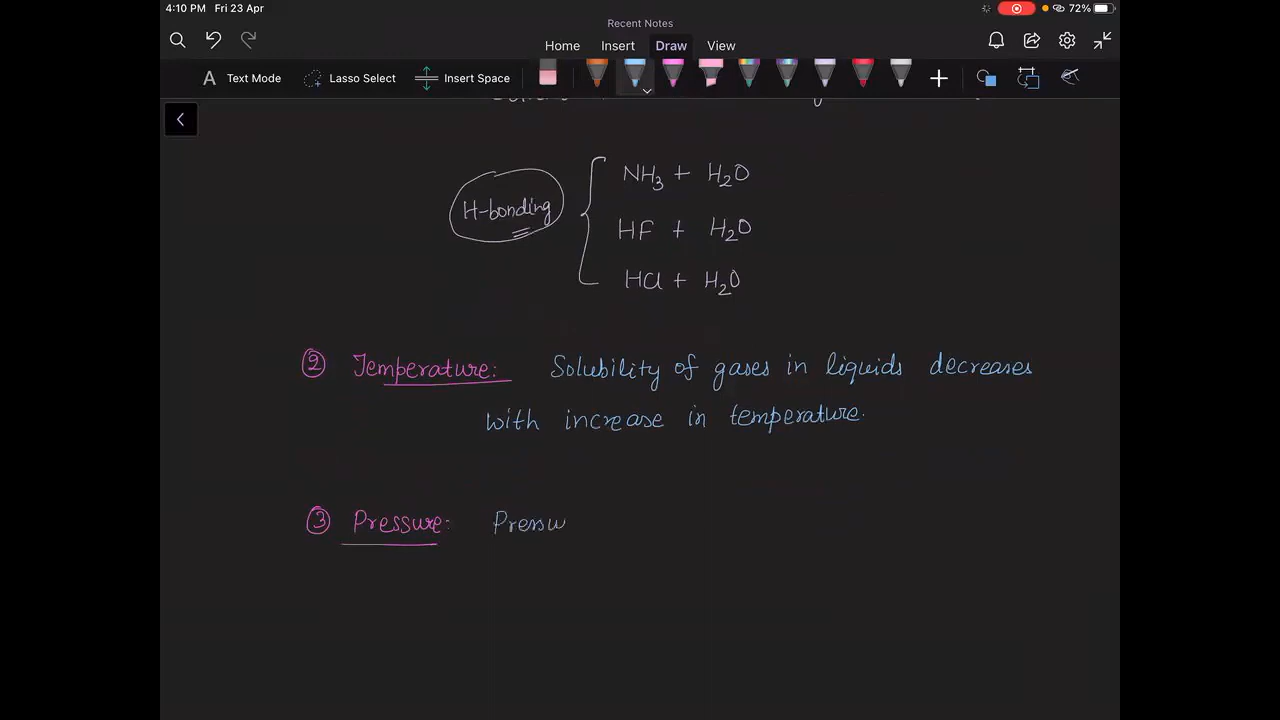 4:10 PM Fri 23 Apr
72%
Recent Notes
Home Insert Draw View
Text Mode Lasso Select Insert Space
NH3 + H2O
H-bonding
HF + H2O
HCl + H2O
② Temperature: Solubility of gases in liquids decreases
with increase in temperature.
③ Pressure: Pressu